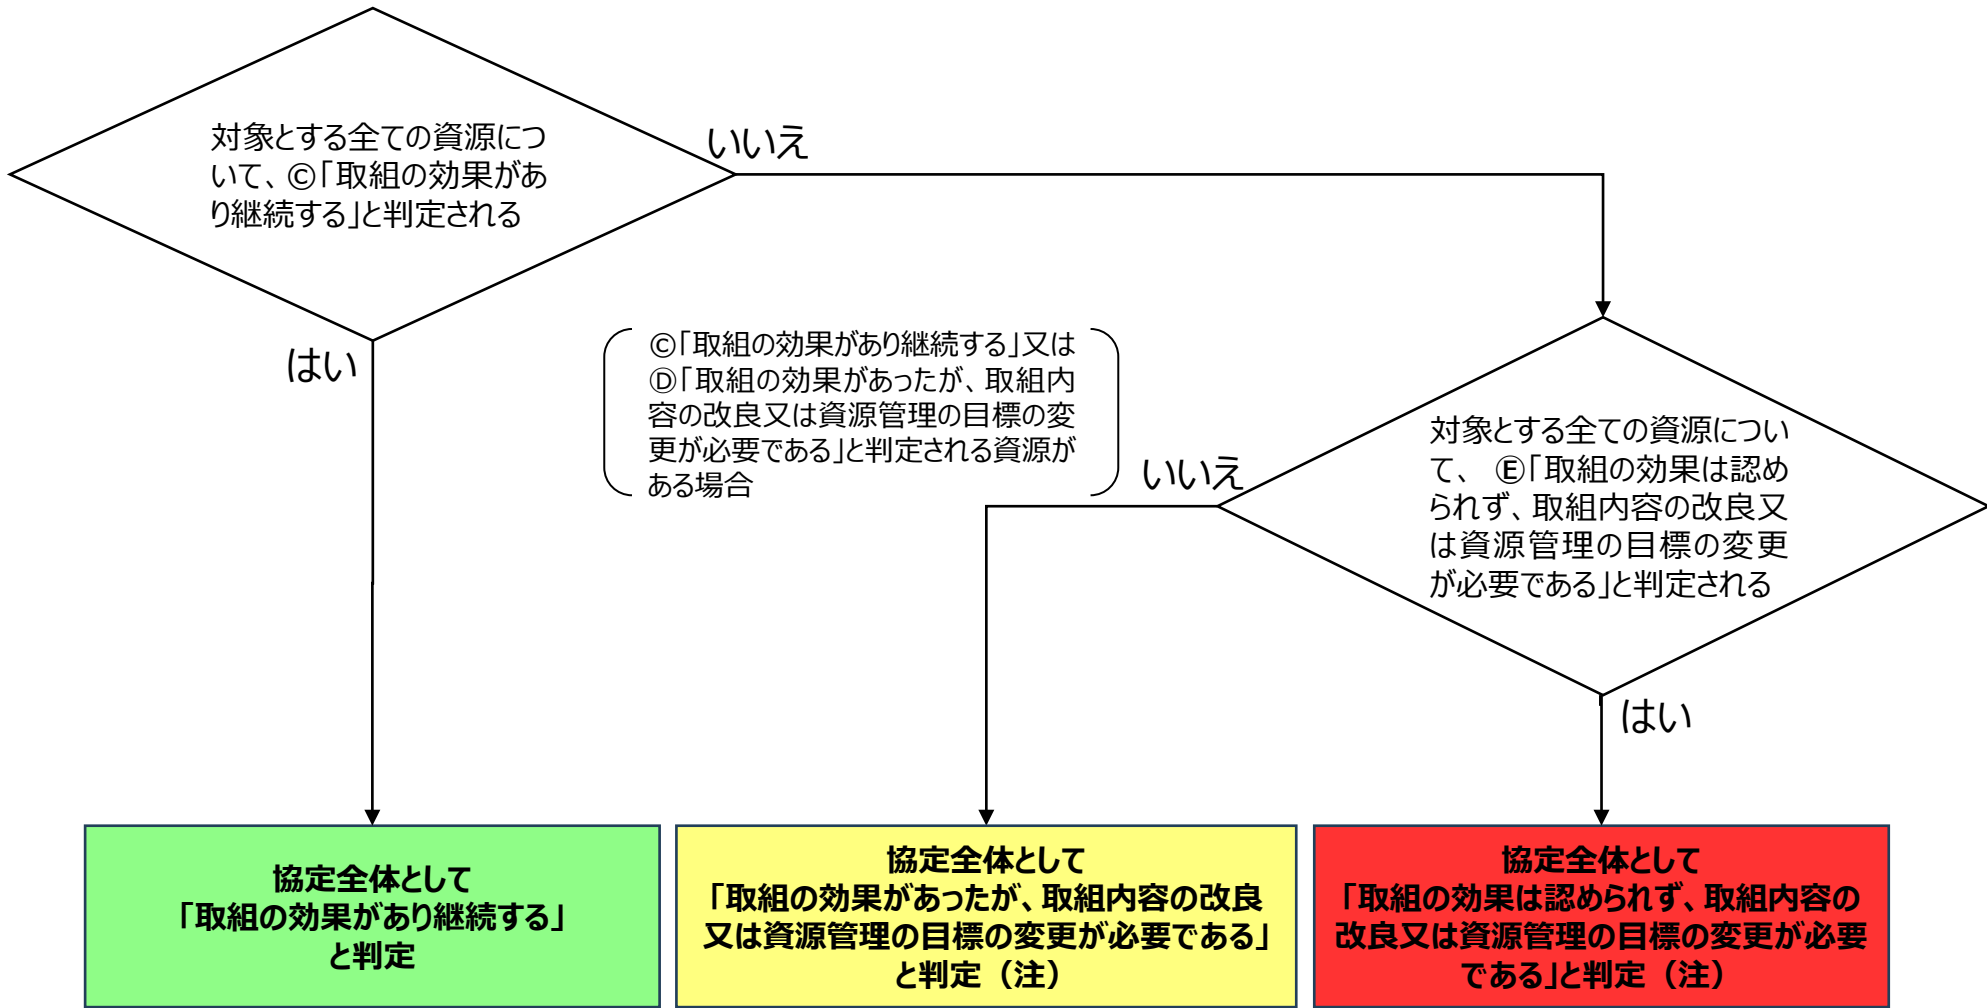 対象とする全ての資源につ
いて、Ⓒ「取組の効果があ
り継続する」と判定される
いいえ
はい
Ⓒ「取組の効果があり継続する」又は
Ⓓ「取組の効果があったが、取組内
容の改良又は資源管理の目標の変
更が必要である」と判定される資源が
ある場合
いいえ
対象とする全ての資源につい
て、 Ⓔ「取組の効果は認め
られず、取組内容の改良又
は資源管理の目標の変更
が必要である」と判定される
はい
協定全体として
「取組の効果があり継続する」
と判定
協定全体として
「取組の効果があったが、取組内容の改良
又は資源管理の目標の変更が必要である」
と判定（注）
協定全体として
「取組の効果は認められず、取組内容の
改良又は資源管理の目標の変更が必要
である」と判定（注）